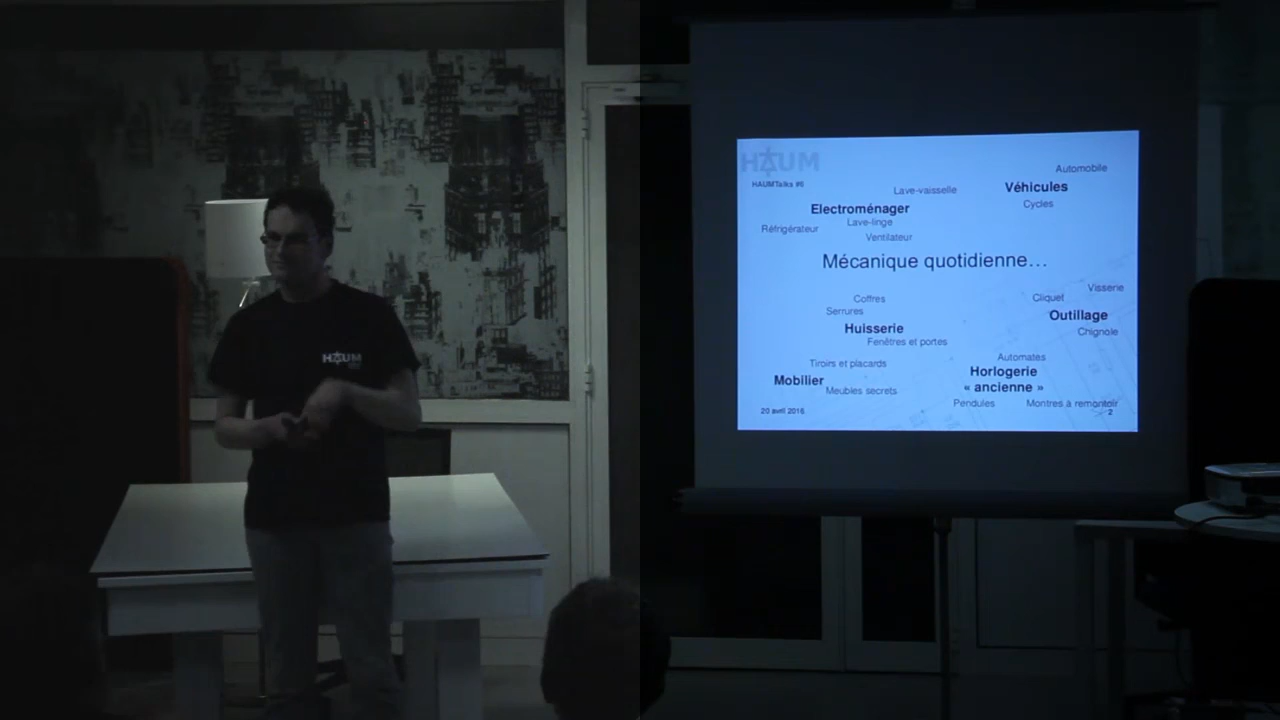 HAUM
HAUMTalks #6
Automobile
Lave-vaisselle
Véhicules
Cycles
Electroménager
Lave-linge
Réfrigérateur
Ventilateur
Mécanique quotidienne…
Visserie
Coffres
Cliquet
Serrures
Outillage
Huisserie
Chignole
Fenêtres et portes
Automates
Tiroirs et placards
Horlogerie
« ancienne »
Mobilier
Meubles secrets
Pendules
Montres à remontoir
20 avril 2016
2
HAUM